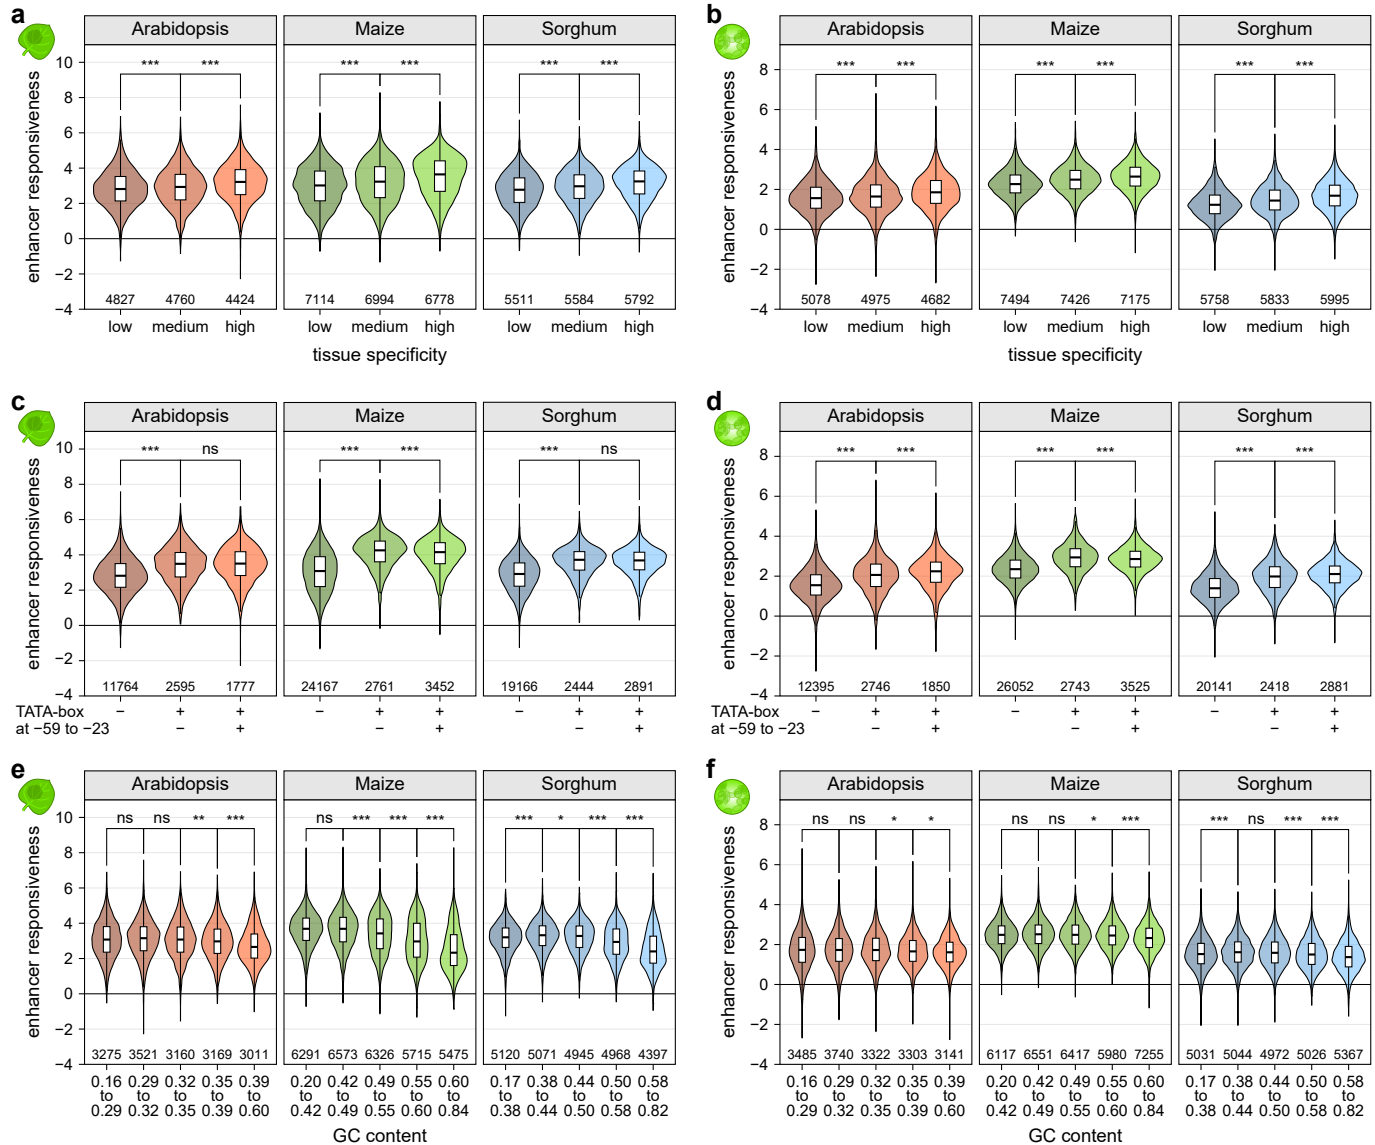 a
Arabidopsis Maize Sorghum
enhancer responsiveness
10
8
6
4
2
0
−2
−4
*** *** *** *** *** ***
4827 4760 4424 7114 6994 6778 5511 5584 5792
low medium high low medium high low medium high
tissue specificity
b
Arabidopsis Maize Sorghum
enhancer responsiveness
8
6
4
2
0
−2
−4
*** *** *** *** *** ***
5078 4975 4682 7494 7426 7175 5758 5833 5995
low medium high low medium high low medium high
tissue specificity
c
Arabidopsis Maize Sorghum
enhancer responsiveness
10
8
6
4
2
0
−2
−4
*** ns *** *** *** ns
11764 2595 1777 24167 2761 3452 19166 2444 2891
TATA-box − + + − + + − + +
at −59 to −23 − + − + − +
d
Arabidopsis Maize Sorghum
enhancer responsiveness
8
6
4
2
0
−2
−4
*** *** *** *** *** ***
12395 2746 1850 26052 2743 3525 20141 2418 2881
TATA-box − + + − + + − + +
at −59 to −23 − + − + − +
e
Arabidopsis Maize Sorghum
enhancer responsiveness
10
8
6
4
2
0
−2
−4
ns ns ** *** ns *** *** *** *** * *** ***
3275 3521 3160 3169 3011 6291 6573 6326 5715 5475 5120 5071 4945 4968 4397
0.16 0.29 0.32 0.35 0.39 0.20 0.42 0.49 0.55 0.60 0.17 0.38 0.44 0.50 0.58
to to to to to to to to to to to to to to to
0.29 0.32 0.35 0.39 0.60 0.42 0.49 0.55 0.60 0.84 0.38 0.44 0.50 0.58 0.82
GC content
f
Arabidopsis Maize Sorghum
enhancer responsiveness
8
6
4
2
0
−2
−4
ns ns * * ns ns * *** *** ns *** ***
3485 3740 3322 3303 3141 6117 6551 6417 5980 7255 5031 5044 4972 5026 5367
0.16 0.29 0.32 0.35 0.39 0.20 0.42 0.49 0.55 0.60 0.17 0.38 0.44 0.50 0.58
to to to to to to to to to to to to to to to
0.29 0.32 0.35 0.39 0.60 0.42 0.49 0.55 0.60 0.84 0.38 0.44 0.50 0.58 0.82
GC content